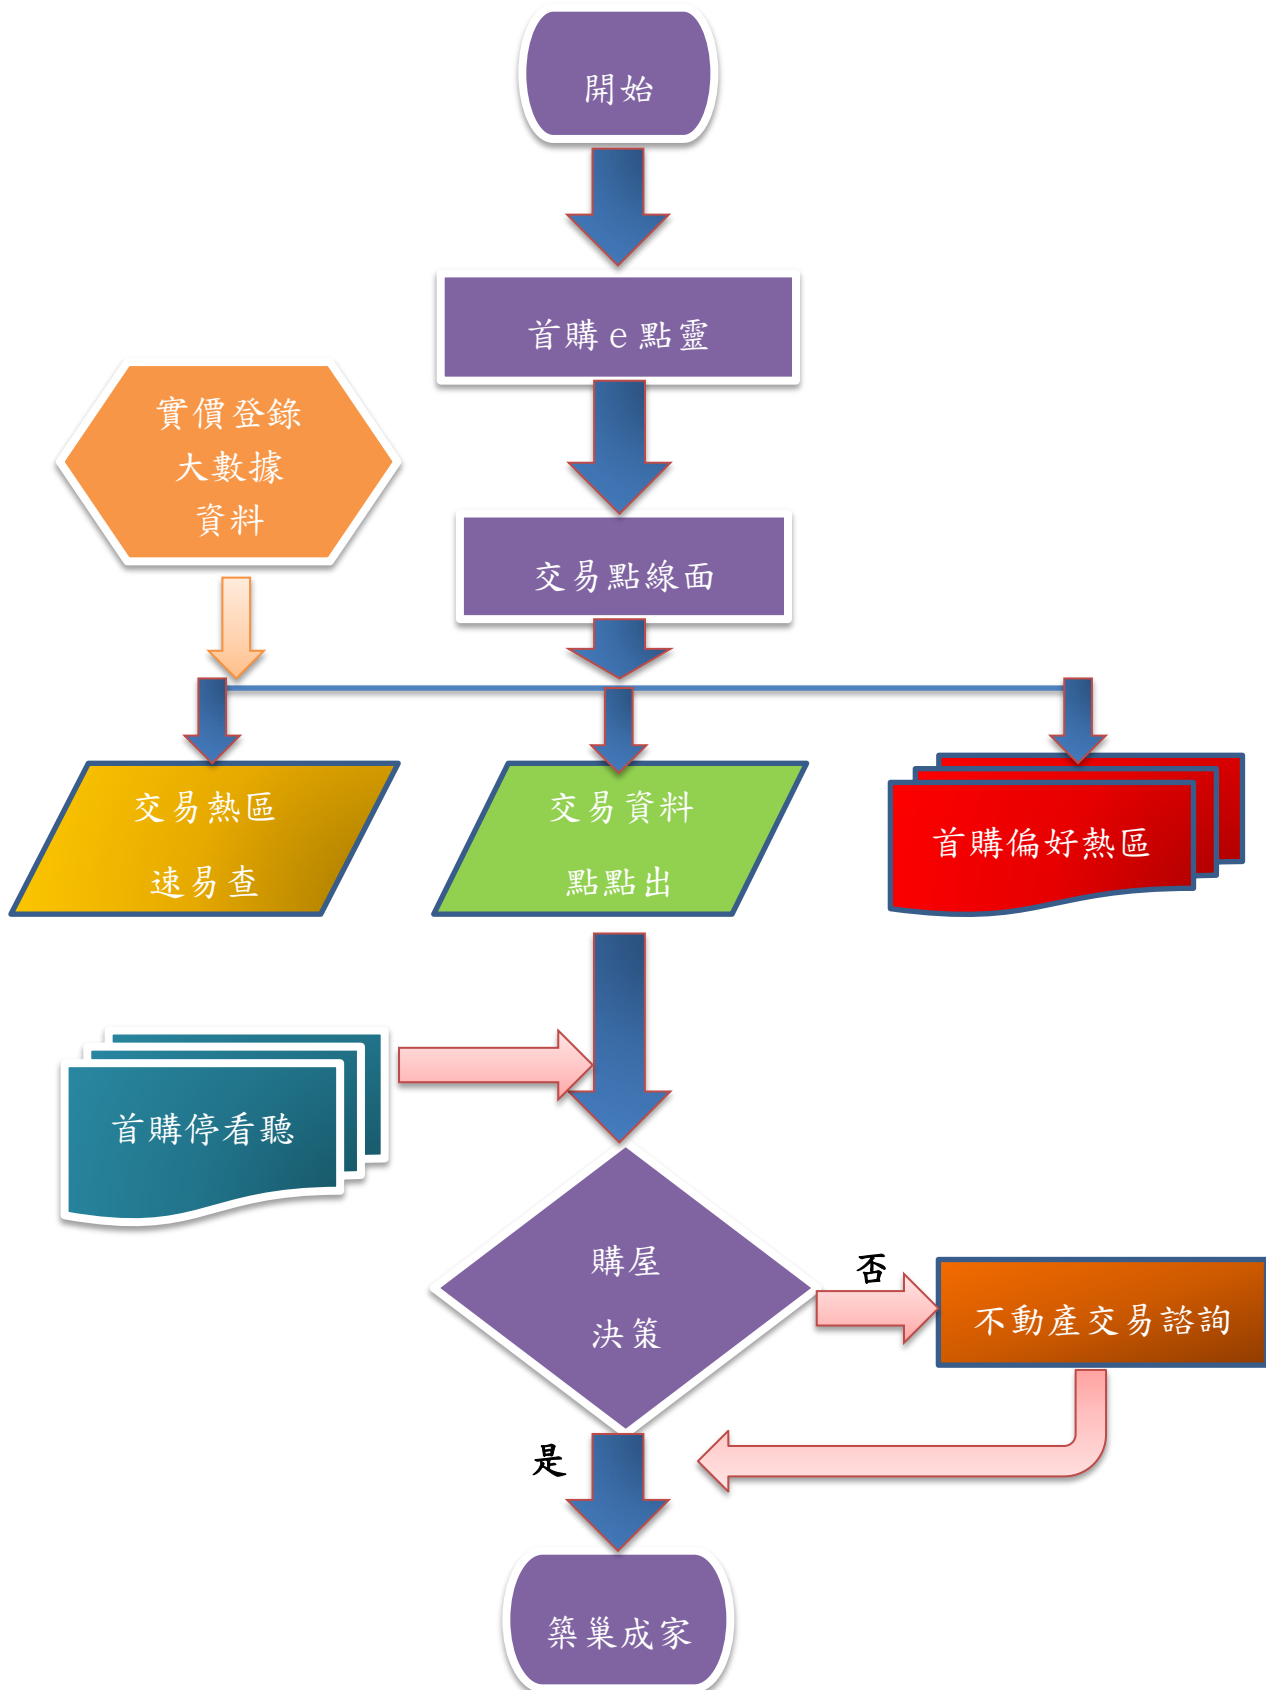 開始
首購e點靈
實價登錄
大數據
資料
交易點線面
交易熱區
速易查
交易資料
點點出
首購偏好熱區
首購停看聽
購屋
決策
否
不動產交易諮詢
是
築巢成家